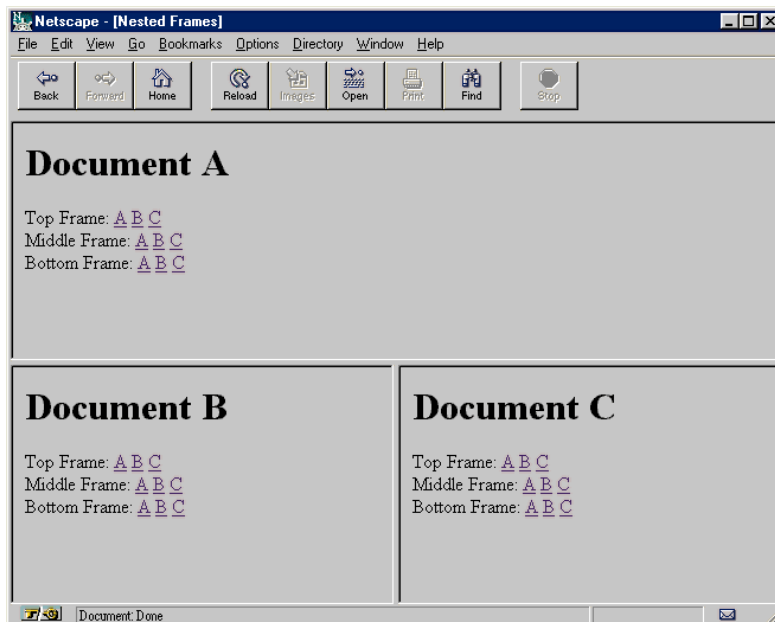 Netscape - [Nested Frames]
File Edit View Go Bookmarks Options Directory Window Help
Back Forward Home Reload Images Open Print Find Stop
Document A
Top Frame: A B C
Middle Frame: A B C
Bottom Frame: A B C
Document B
Top Frame: A B C
Middle Frame: A B C
Bottom Frame: A B C
Document C
Top Frame: A B C
Middle Frame: A B C
Bottom Frame: A B C
Document: Done